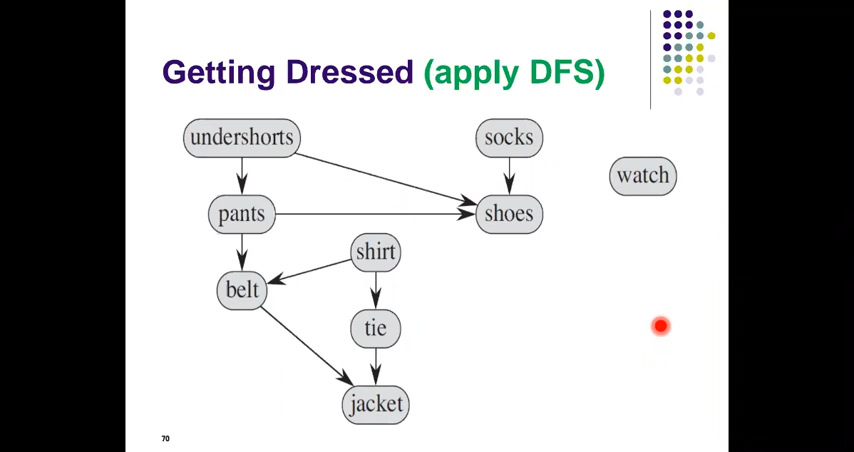 Getting Dressed (apply DFS)
undershorts
socks
watch
pants
shoes
shirt
belt
tie
jacket
70